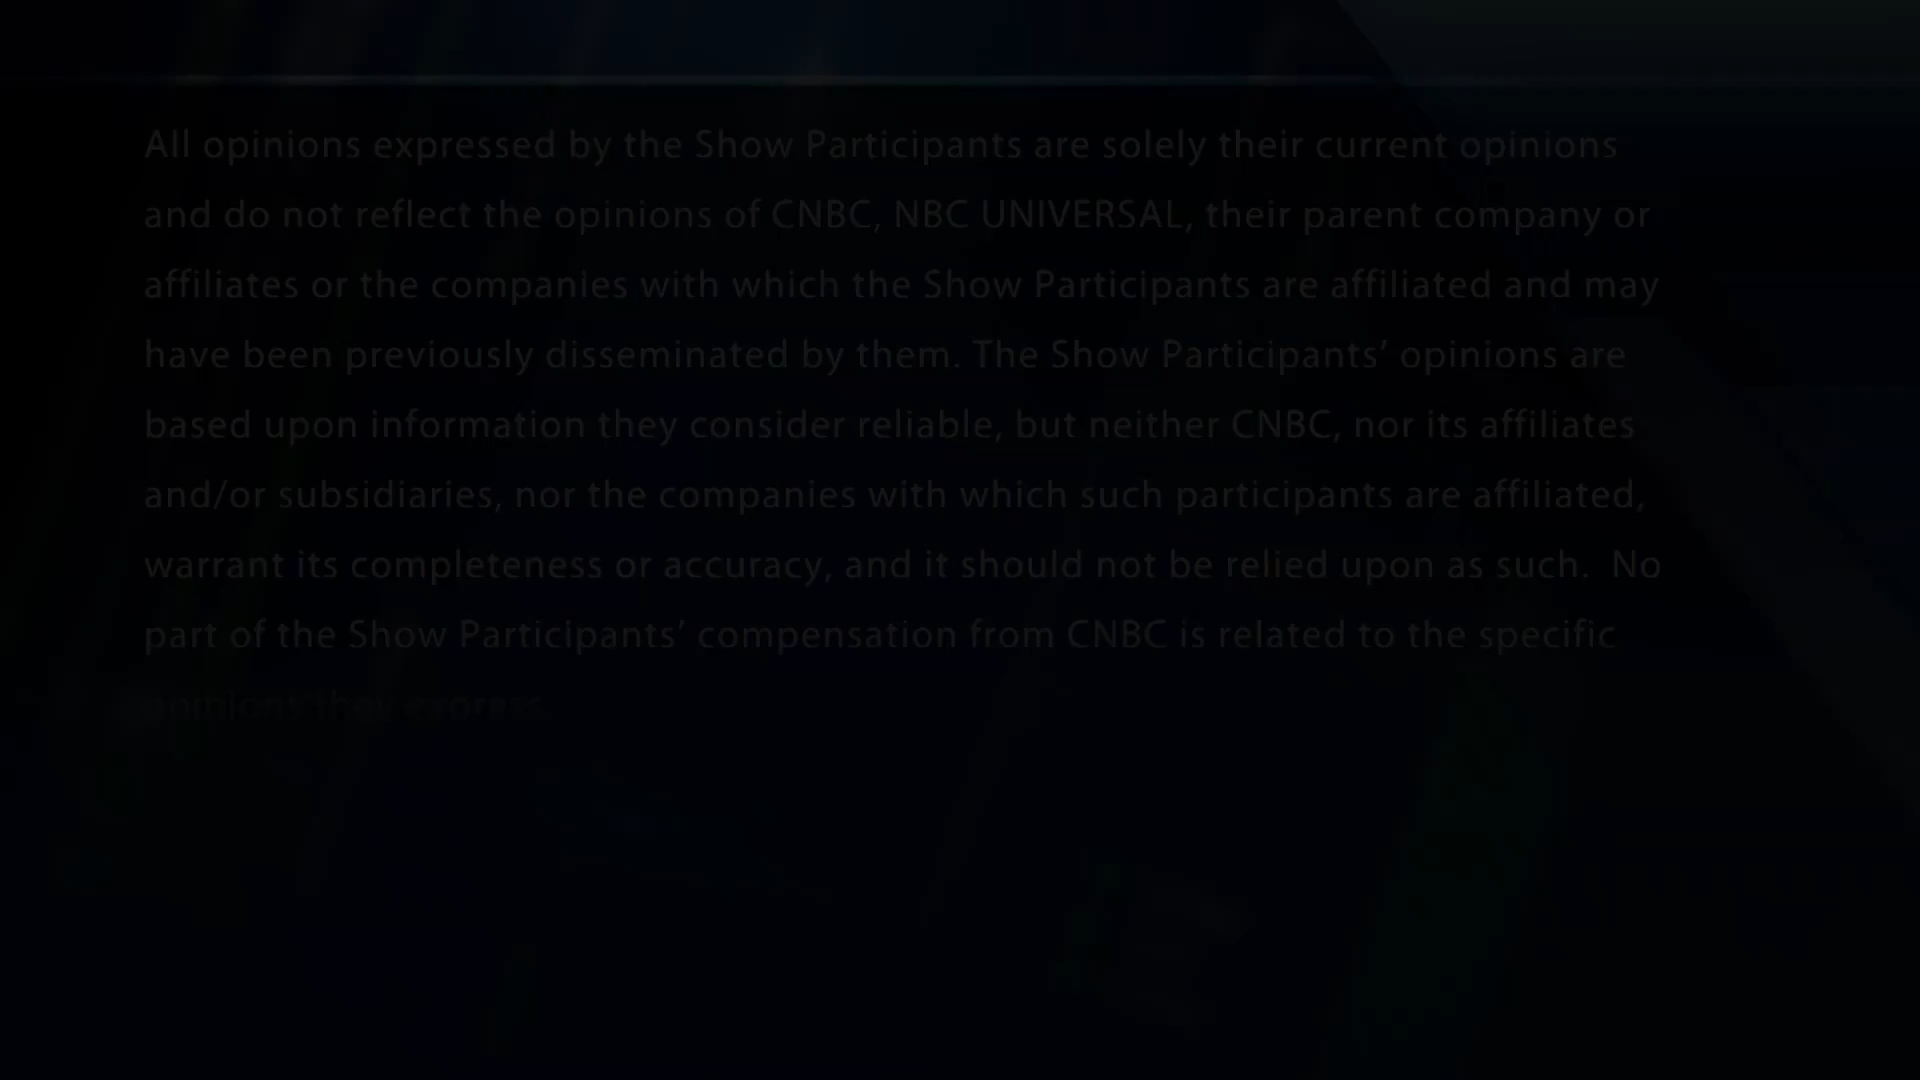 All opinions expressed by the Show Participants are solely their current opinions
and do not reflect the opinions of CNBC, NBC UNIVERSAL, their parent company or
affiliates or the companies with which the Show Participants are affiliated and may
have been previously disseminated by them. The Show Participants’ opinions are
based upon information they consider reliable, but neither CNBC, nor its affiliates
and/or subsidiaries, nor the companies with which such participants are affiliated,
warrant its completeness or accuracy, and it should not be relied upon as such.  No
part of the Show Participants’ compensation from CNBC is related to the specific
opinions they express.